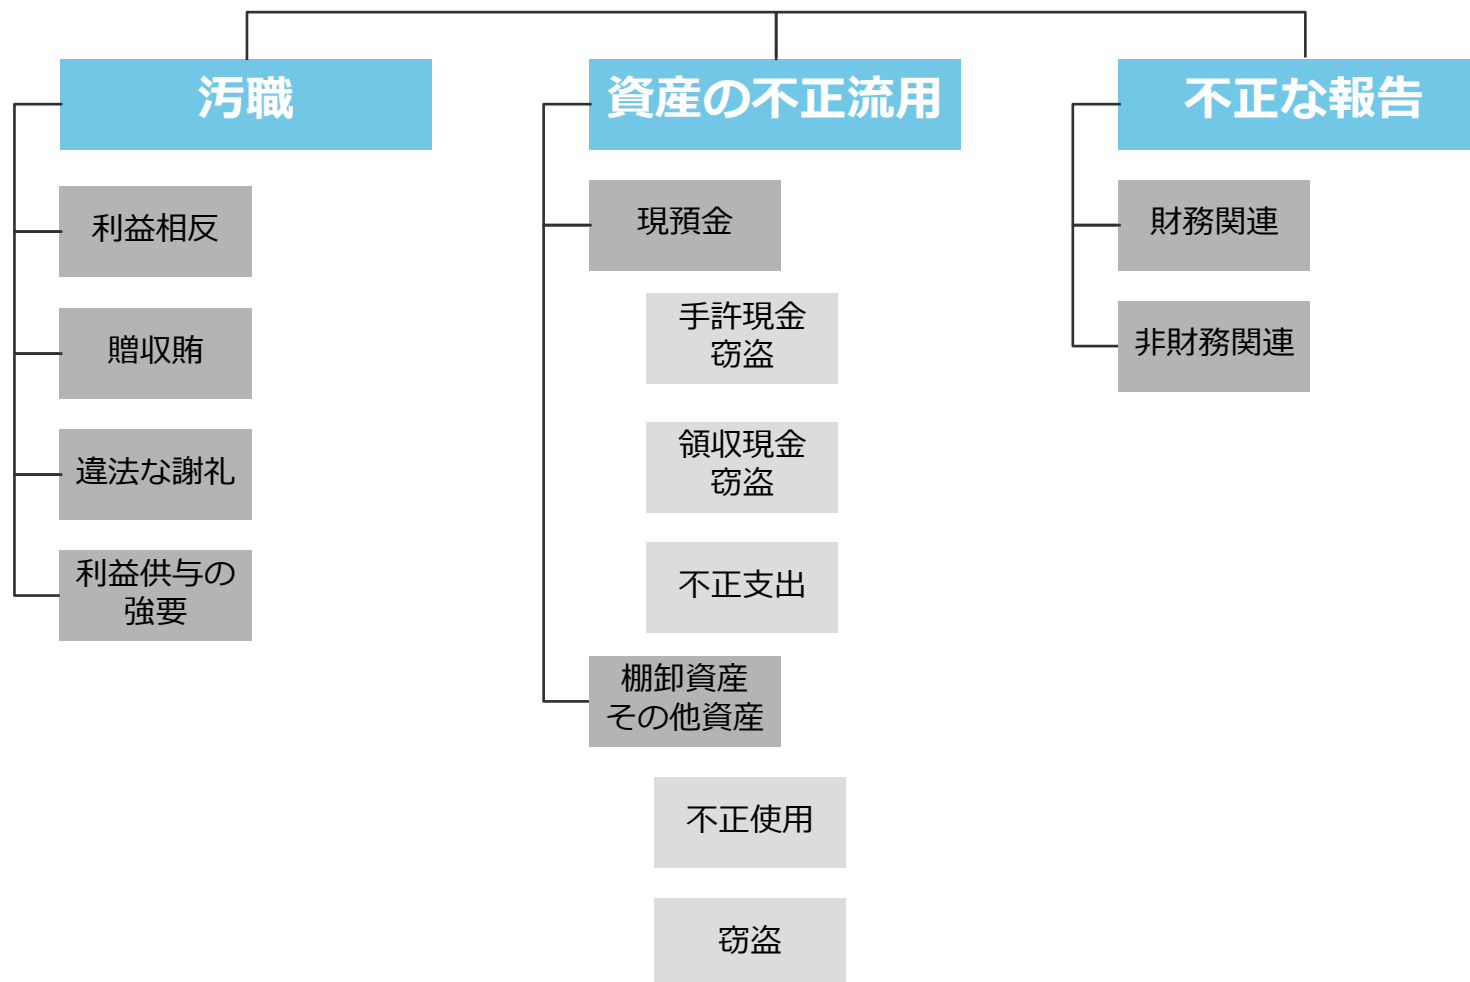 汚職
利益相反
贈収賄
違法な謝礼
利益供与の
強要
資産の不正流用
現預金
手許現金
窃盗
領収現金
窃盗
不正支出
棚卸資産
その他資産
不正使用
窃盗
不正な報告
財務関連
非財務関連